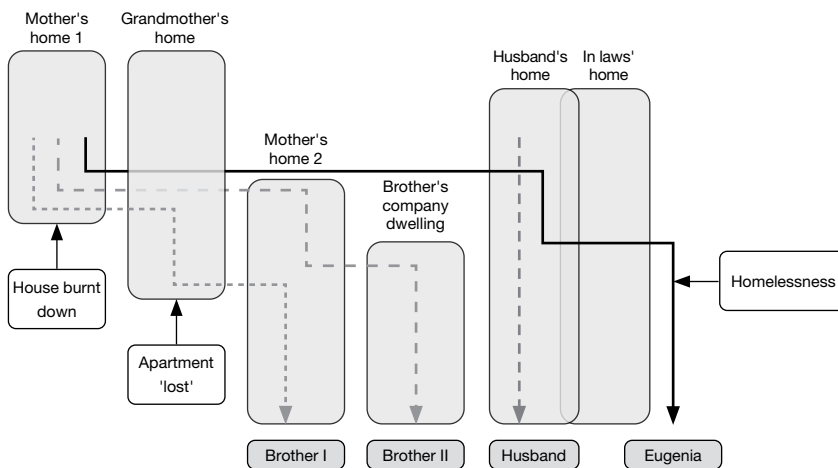 Mother's
home 1
Grandmother's
home
Husband's
home
In laws'
home
Mother's
home 2
Brother's
company
dwelling
House burnt
down
Homelessness
Apartment
'lost'
Brother I
Brother II
Husband
Eugenia